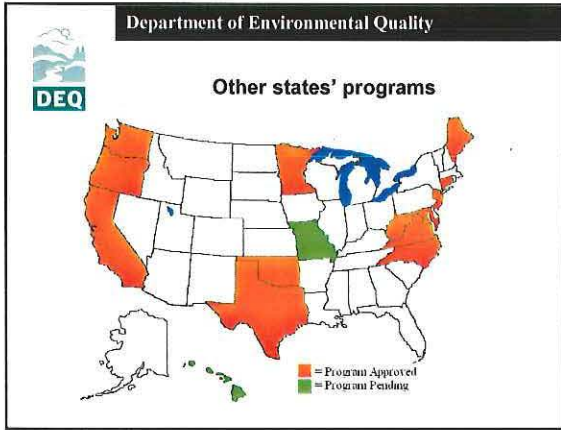 Department of Environmental Quality
DEQ
Other states' programs
= Program Approved
= Program Pending